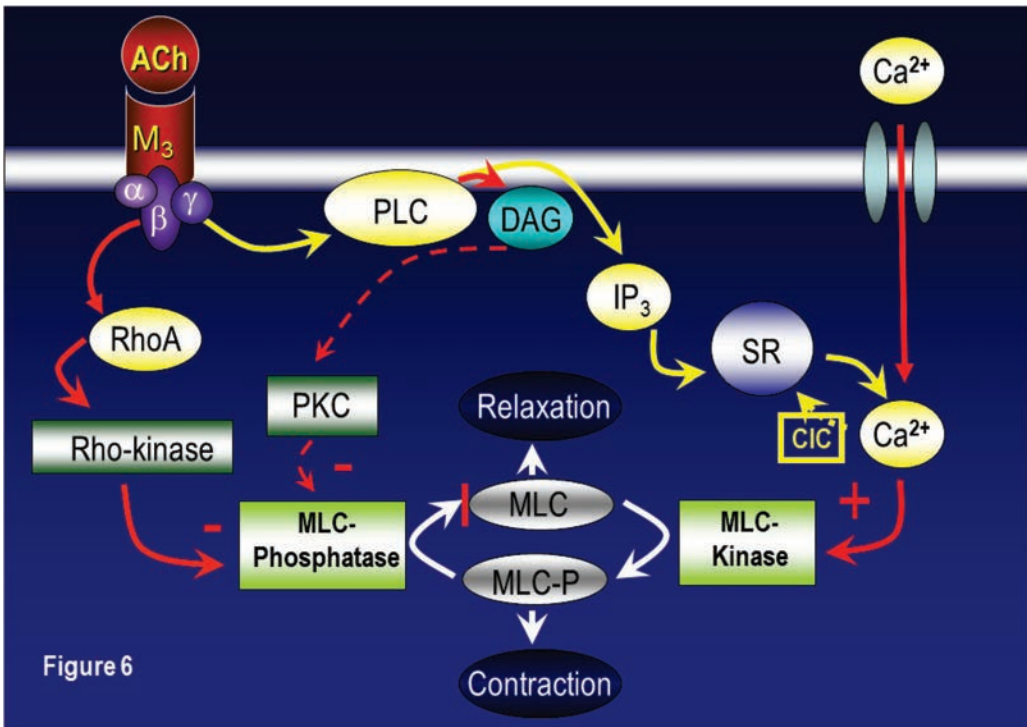 ACh
Ca²⁺
M₃
α
β
γ
PLC
DAG
IP₃
RhoA
SR
PKC
Relaxation
CIC
Ca²⁺
Rho-kinase
-
+
-
MLC
MLC-
Phosphatase
MLC-
Kinase
MLC-P
Figure 6
Contraction